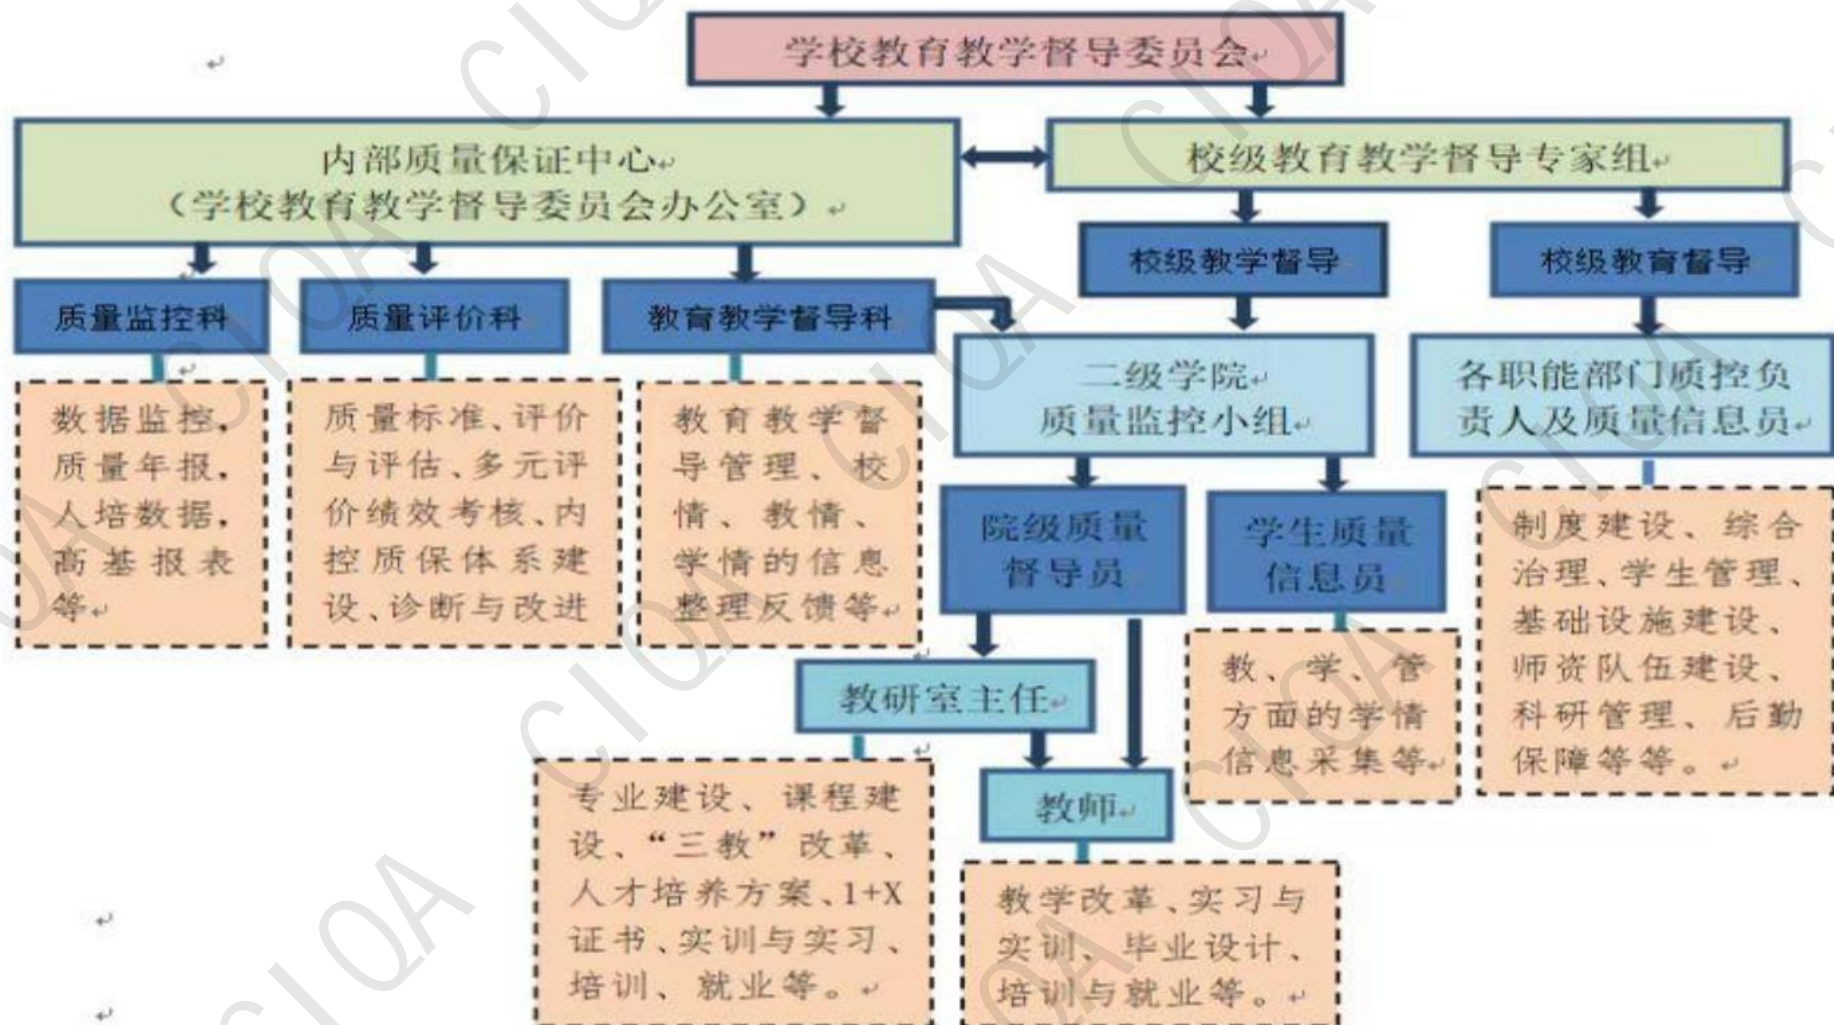 学校教育教学督导委员会
内部质量保证中心
（学校教育教学督导委员会办公室）
校级教育教学督导专家组
校级教学督导
校级教育督导
质量监控科
质量评价科
教育教学督导科
二级学院
质量监控小组
各职能部门质控负
责人及质量信息员
数据监控，
质量年报，
人培数据，
高基报表
等
质量标准、评价
与评估、多元评
价绩效考核、内
控质保体系建
设、诊断与改进
教育教学督
导管理、校
情、教情、
学情的信息
整理反馈等
院级质量
督导员
学生质量
信息员
制度建设、综合
治理、学生管理、
基础设施建设、
师资队伍建设、
科研管理、后勤
保障等等。
教、学、管
方面的学情
信息采集等
教研室主任
教师
专业建设、课程建
设、“三教”改革、
人才培养方案、1+X
证书、实训与实习、
培训、就业等。
教学改革、实习与
实训、毕业设计、
培训与就业等。
CIQA
CIQA
CIQA
CIQA
CIQA
CIQA
CIQA
CIQA